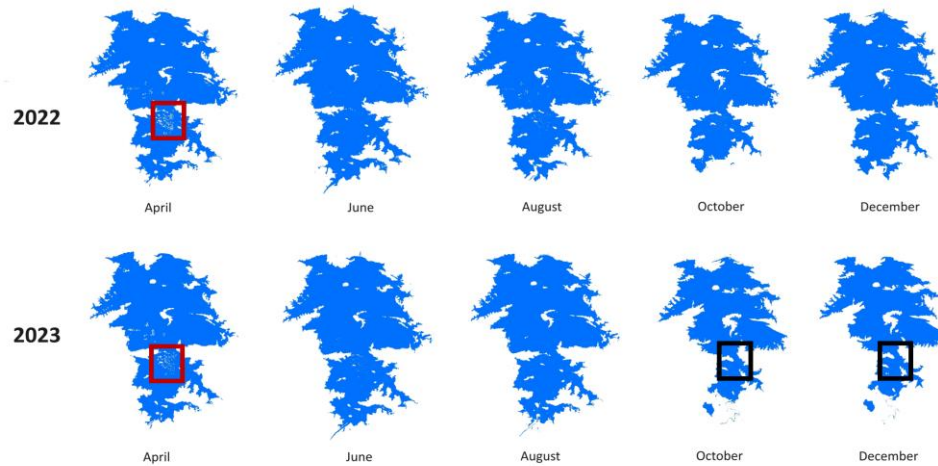 2022
April
June
August
October
December
2023
April
June
August
October
December